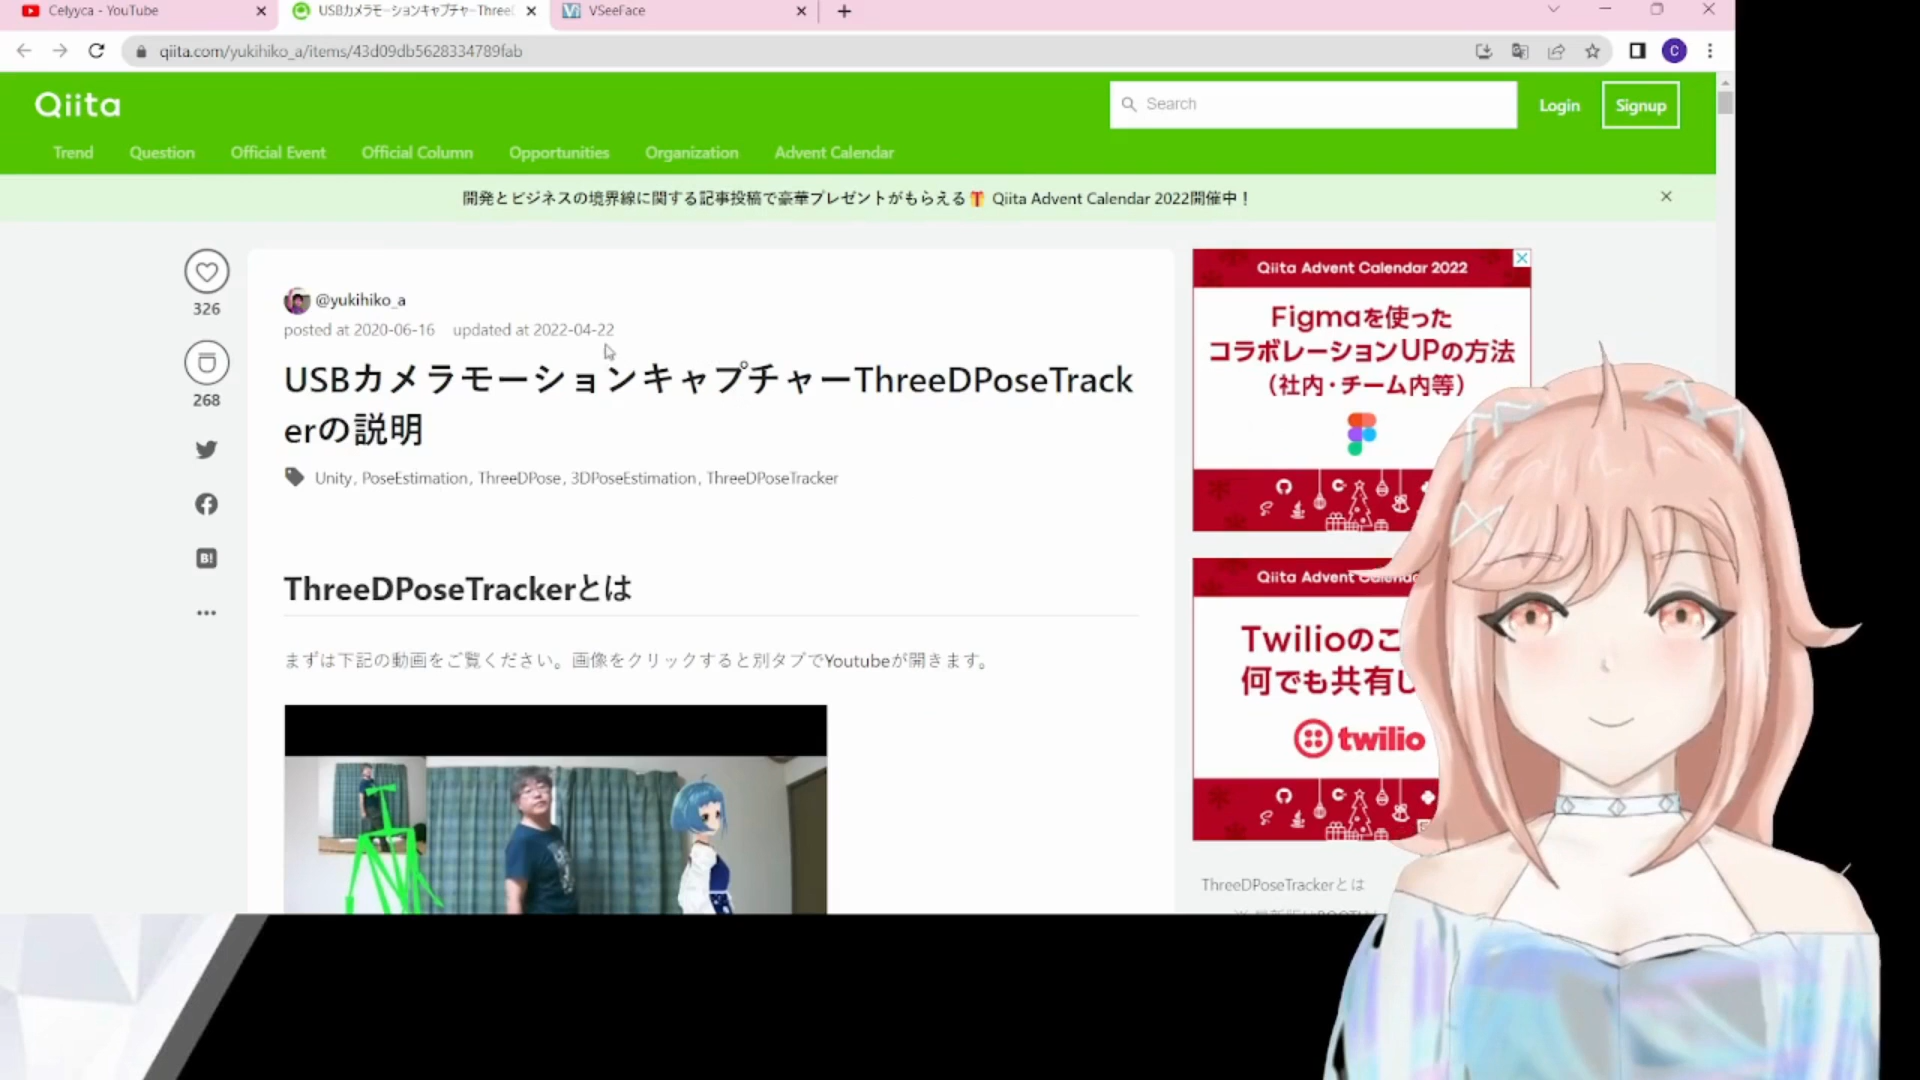 Celyyca - YouTube
USBカメラモーションキャプチャーThree
VSeeFace
qiita.com/yukihiko_a/items/43d09db5628334789fab
C
Qiita
Search
Login
Signup
Trend
Question
Official Event
Official Column
Opportunities
Organization
Advent Calendar
開発とビジネスの境界線に関する記事投稿で豪華プレゼントがもらえる🎁 Qiita Advent Calendar 2022開催中！
326
268
B!
@yukihiko_a
posted at 2020-06-16 updated at 2022-04-22
USBカメラモーションキャプチャーThreeDPoseTrack
erの説明
Unity, PoseEstimation, ThreeDPose, 3DPoseEstimation, ThreeDPoseTracker
ThreeDPoseTrackerとは
まずは下記の動画をご覧ください。画像をクリックすると別タブでYoutubeが開きます。
Qiita Advent Calendar 2022
Figmaを使った
コラボレーションUPの方法
（社内・チーム内等）
Qiita Advent
Twilioのこ
何でも共有し
twilio
ThreeDPoseTrackerとは